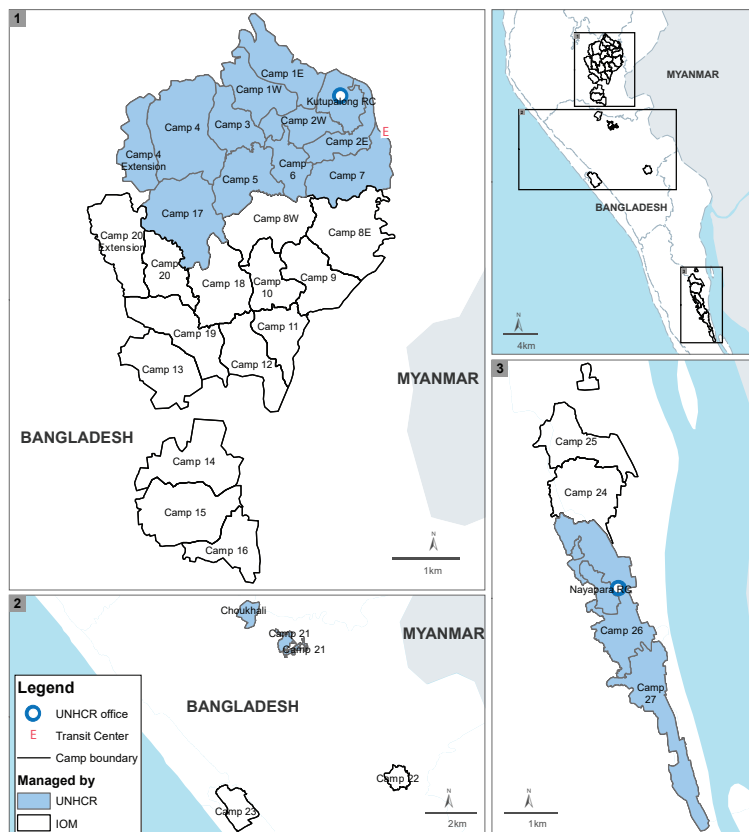 1
Camp 1E
Camp 1W
Kutupalong RC
Camp 4
Camp 3
Camp 2W
E
Camp 2E
Camp 4
Extension
Camp 5
Camp
6
Camp 7
Camp 17
Camp 8W
Camp 20
Extension
Camp 8E
Camp
20
Camp 18
Camp
10
Camp 9
Camp 19
Camp 11
Camp 13
Camp 12
MYANMAR
BANGLADESH
Camp 14
Camp 15
Camp 16
N
1km
1
MYANMAR
2
BANGLADESH
3
N
4km
2
Choukhali
Camp 21
Camp 21
MYANMAR
BANGLADESH
Camp 22
Camp 23
N
2km
Legend
UNHCR office
E Transit Center
Camp boundary
Managed by
UNHCR
IOM
3
Camp 25
Camp 24
Nayapara RC
Camp 26
Camp
27
N
1km